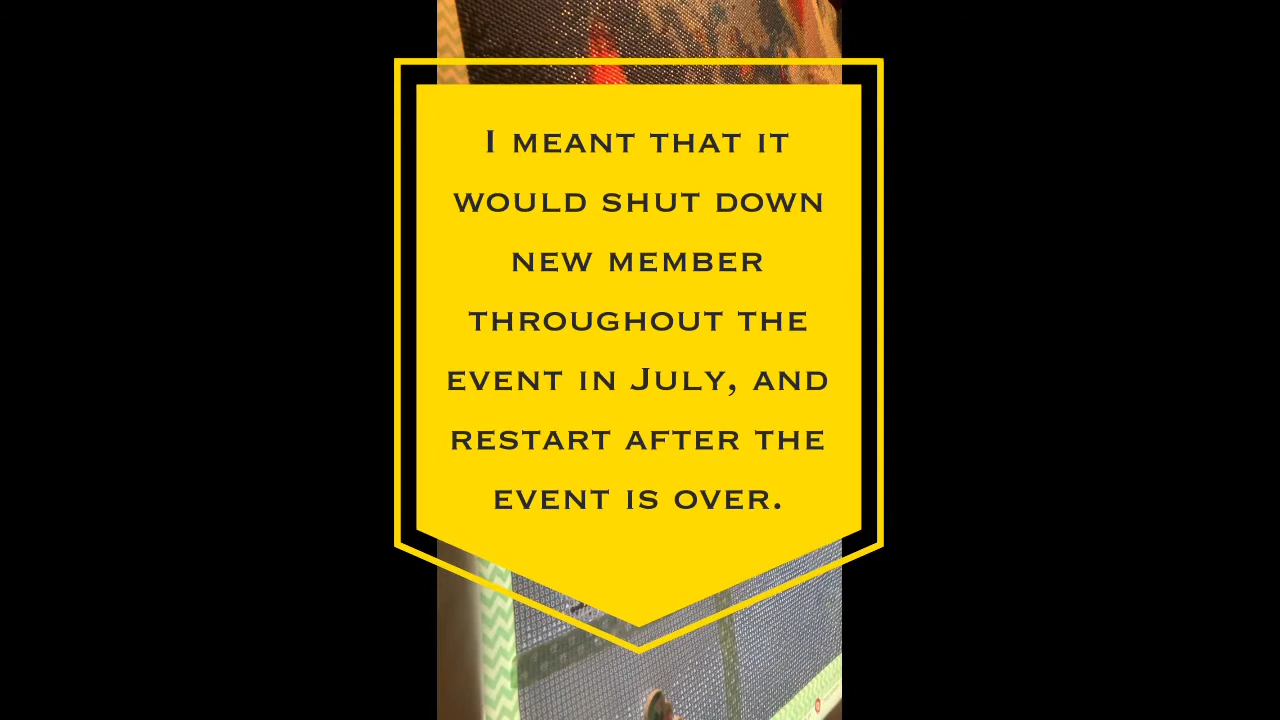 I MEANT THAT IT
WOULD SHUT DOWN
NEW MEMBER
THROUGHOUT THE
EVENT IN JULY, AND
RESTART AFTER THE
EVENT IS OVER.